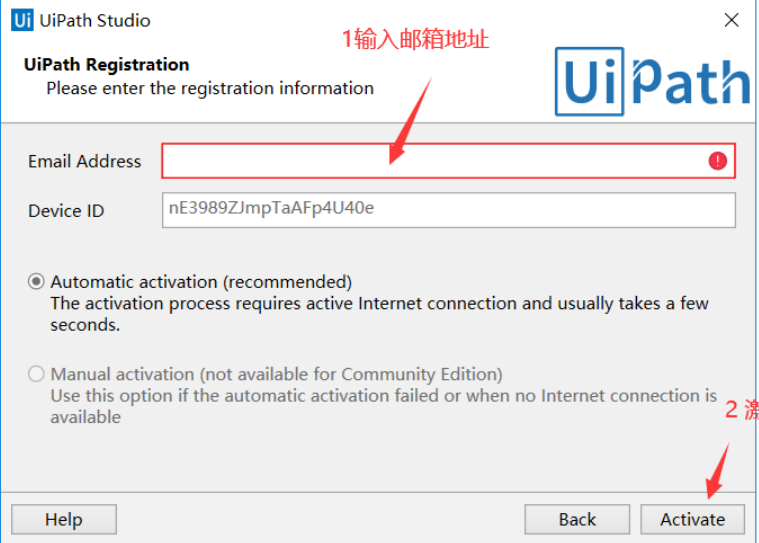 Ui UiPath Studio
1输入邮箱地址
UiPath Registration
Please enter the registration information
UiPath
Email Address
Device ID
nE3989ZJmpTaAFp4U40e
Automatic activation (recommended)
The activation process requires active Internet connection and usually takes a few
seconds.
Manual activation (not available for Community Edition)
Use this option if the automatic activation failed or when no Internet connection is
available
2 激
Help
Back
Activate